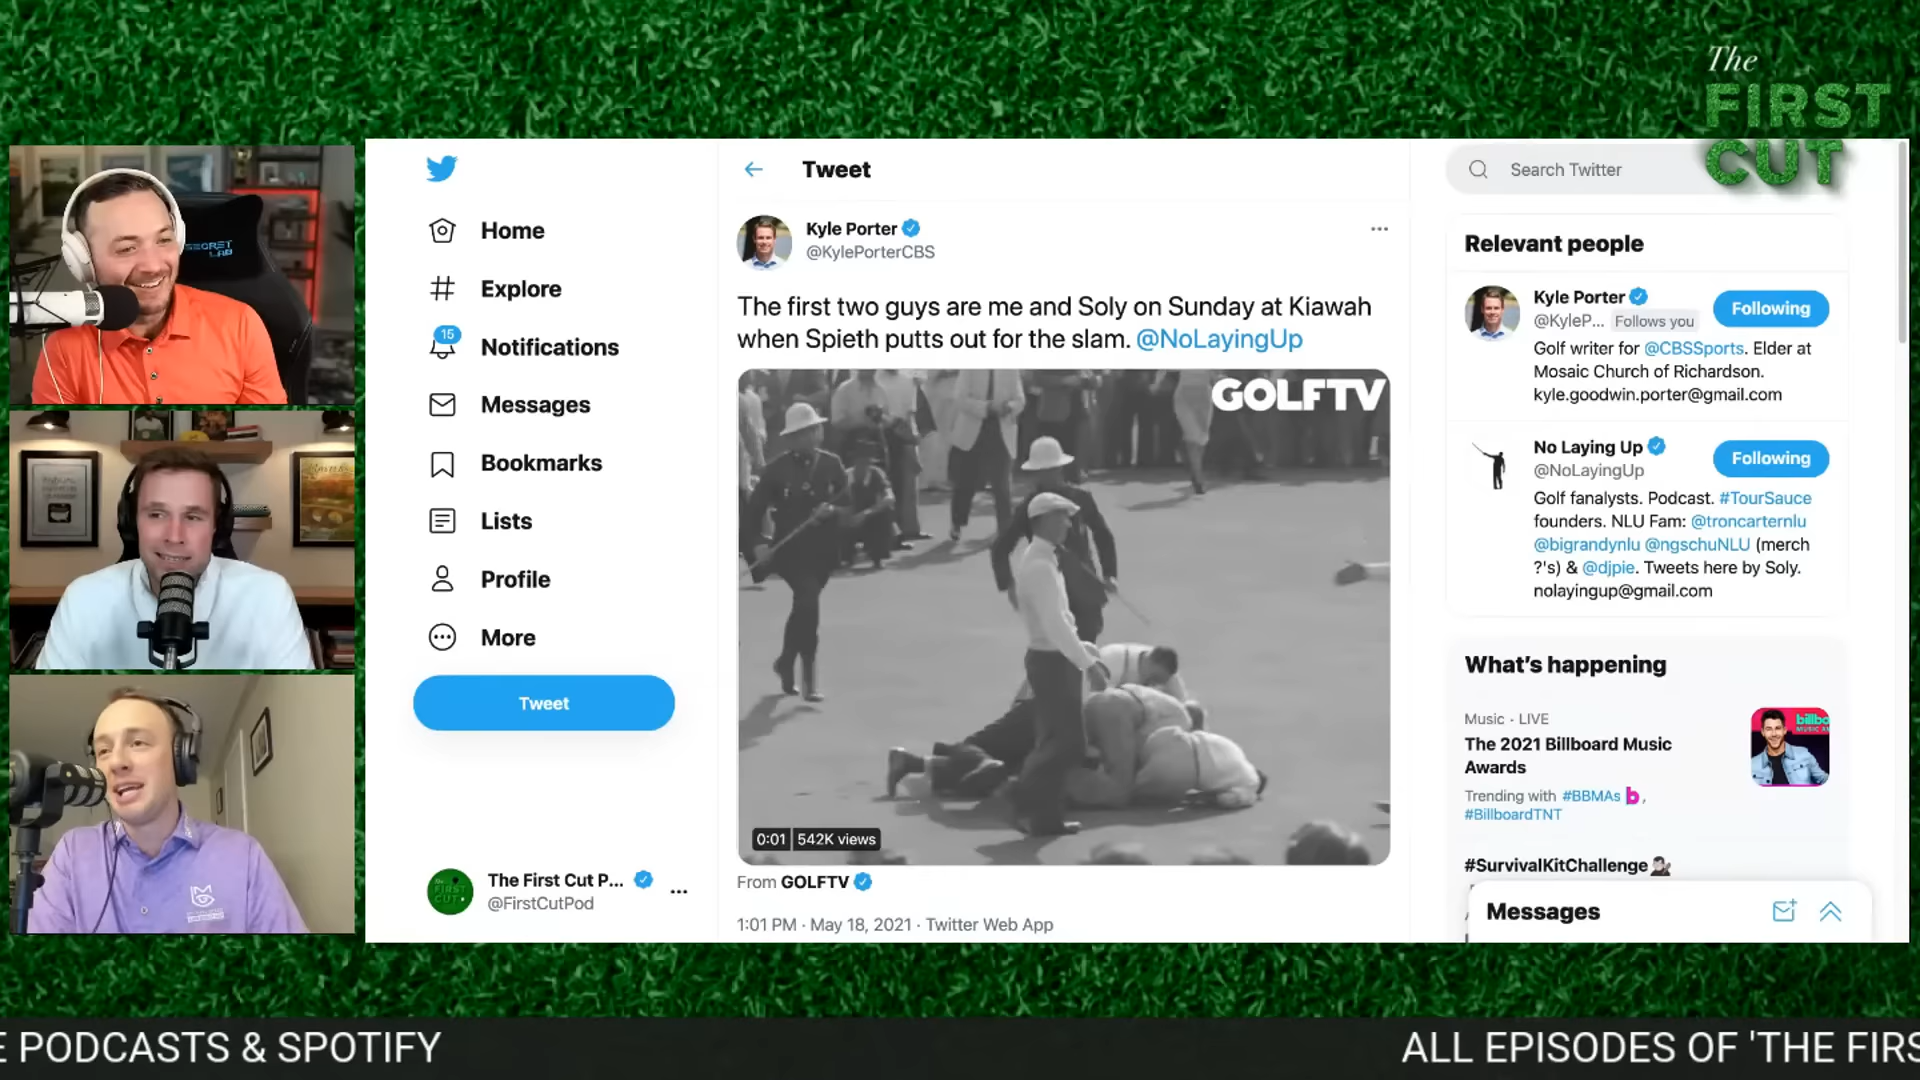 The
FIRST
CUT
SECRET
LAB
Home
Explore
15
Notifications
Messages
Bookmarks
Lists
Profile
More
Tweet
The First Cut P...
@FirstCutPod
Tweet
Kyle Porter
@KylePorterCBS
The first two guys are me and Soly on Sunday at Kiawah
when Spieth putts out for the slam. @NoLayingUp
GOLFTV
0:01 542K views
From GOLFTV
1:01 PM · May 18, 2021 · Twitter Web App
Search Twitter
Relevant people
Kyle Porter
@KyleP... Follows you
Following
Golf writer for @CBSSports. Elder at
Mosaic Church of Richardson.
kyle.goodwin.porter@gmail.com
No Laying Up
@NoLayingUp
Following
Golf fanalysts. Podcast. #TourSauce
founders. NLU Fam: @troncarternlu
@bigrandynlu @ngschuNLU (merch
?'s) & @djpie. Tweets here by Soly.
nolayingup@gmail.com
What's happening
Music · LIVE
The 2021 Billboard Music
Awards
Trending with #BBMAs ,
#BillboardTNT
billbo
#SurvivalKitChallenge
Messages
E PODCASTS & SPOTIFY
ALL EPISODES OF 'THE FIRS